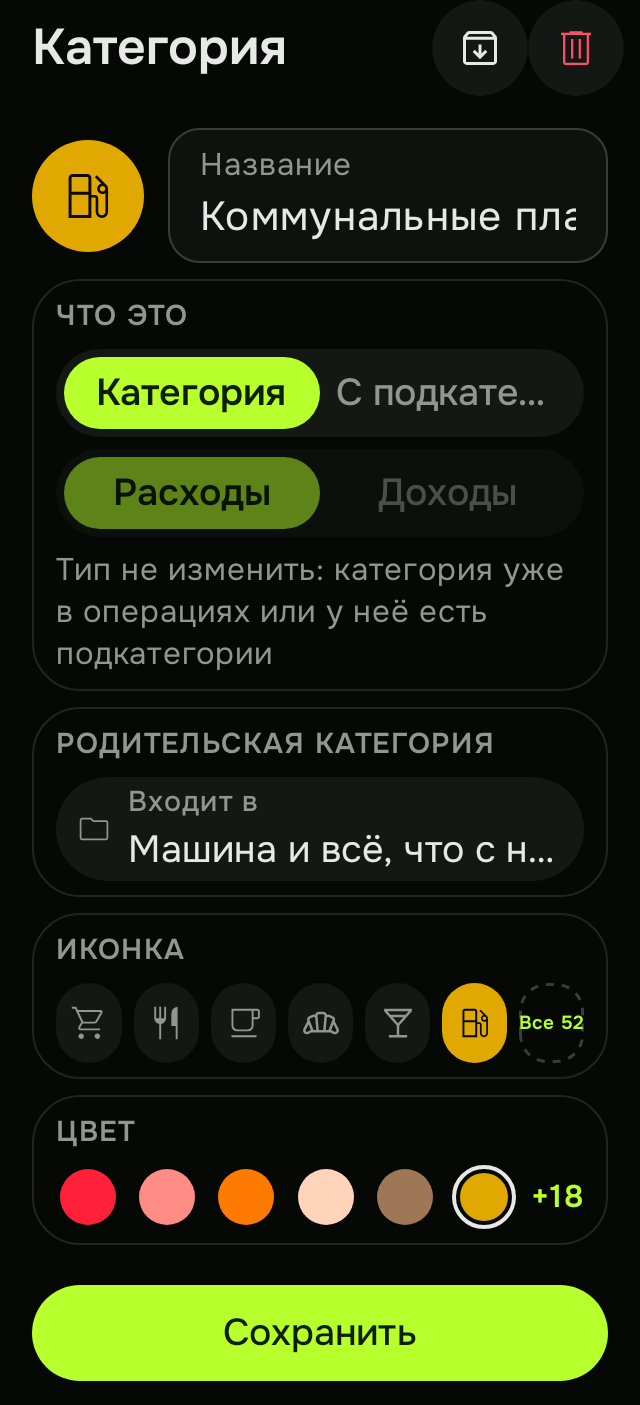 Категория
Название
Коммунальные пла
ЧТО ЭТО
Категория
С подкате...
Расходы
Доходы
Тип не изменить: категория уже
в операциях или у неё есть
подкатегории
РОДИТЕЛЬСКАЯ КАТЕГОРИЯ
Входит в
Машина и всё, что с н...
ИКОНКА
Все 52
ЦВЕТ
+18
Сохранить